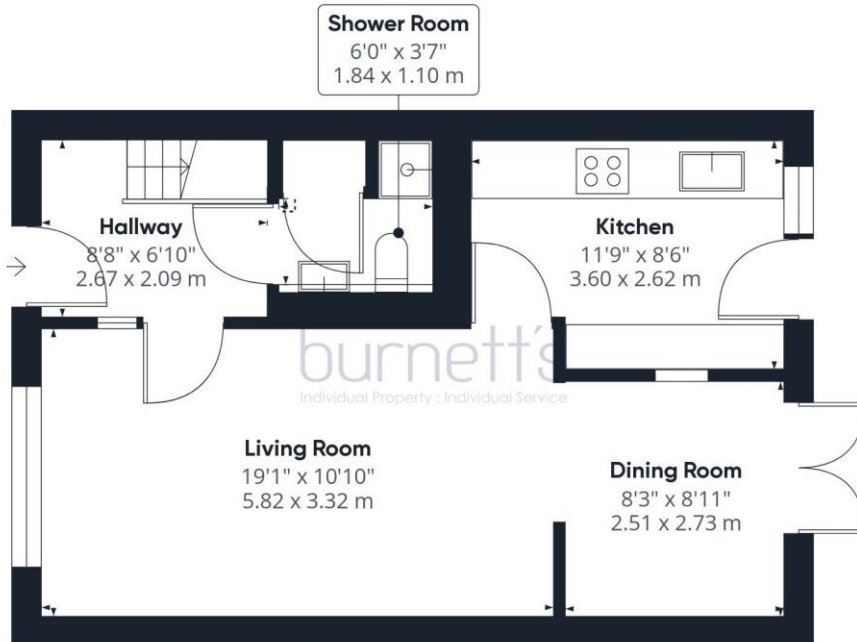 Shower Room
6'0" x 3'7"
1.84 x 1.10 m
Hallway
8'8" x 6'10"
2.67 x 2.09 m
Kitchen
11'9" x 8'6"
3.60 x 2.62 m
burnett's
Individual Property : Individual Service
Living Room
19'1" x 10'10"
5.82 x 3.32 m
Dining Room
8'3" x 8'11"
2.51 x 2.73 m